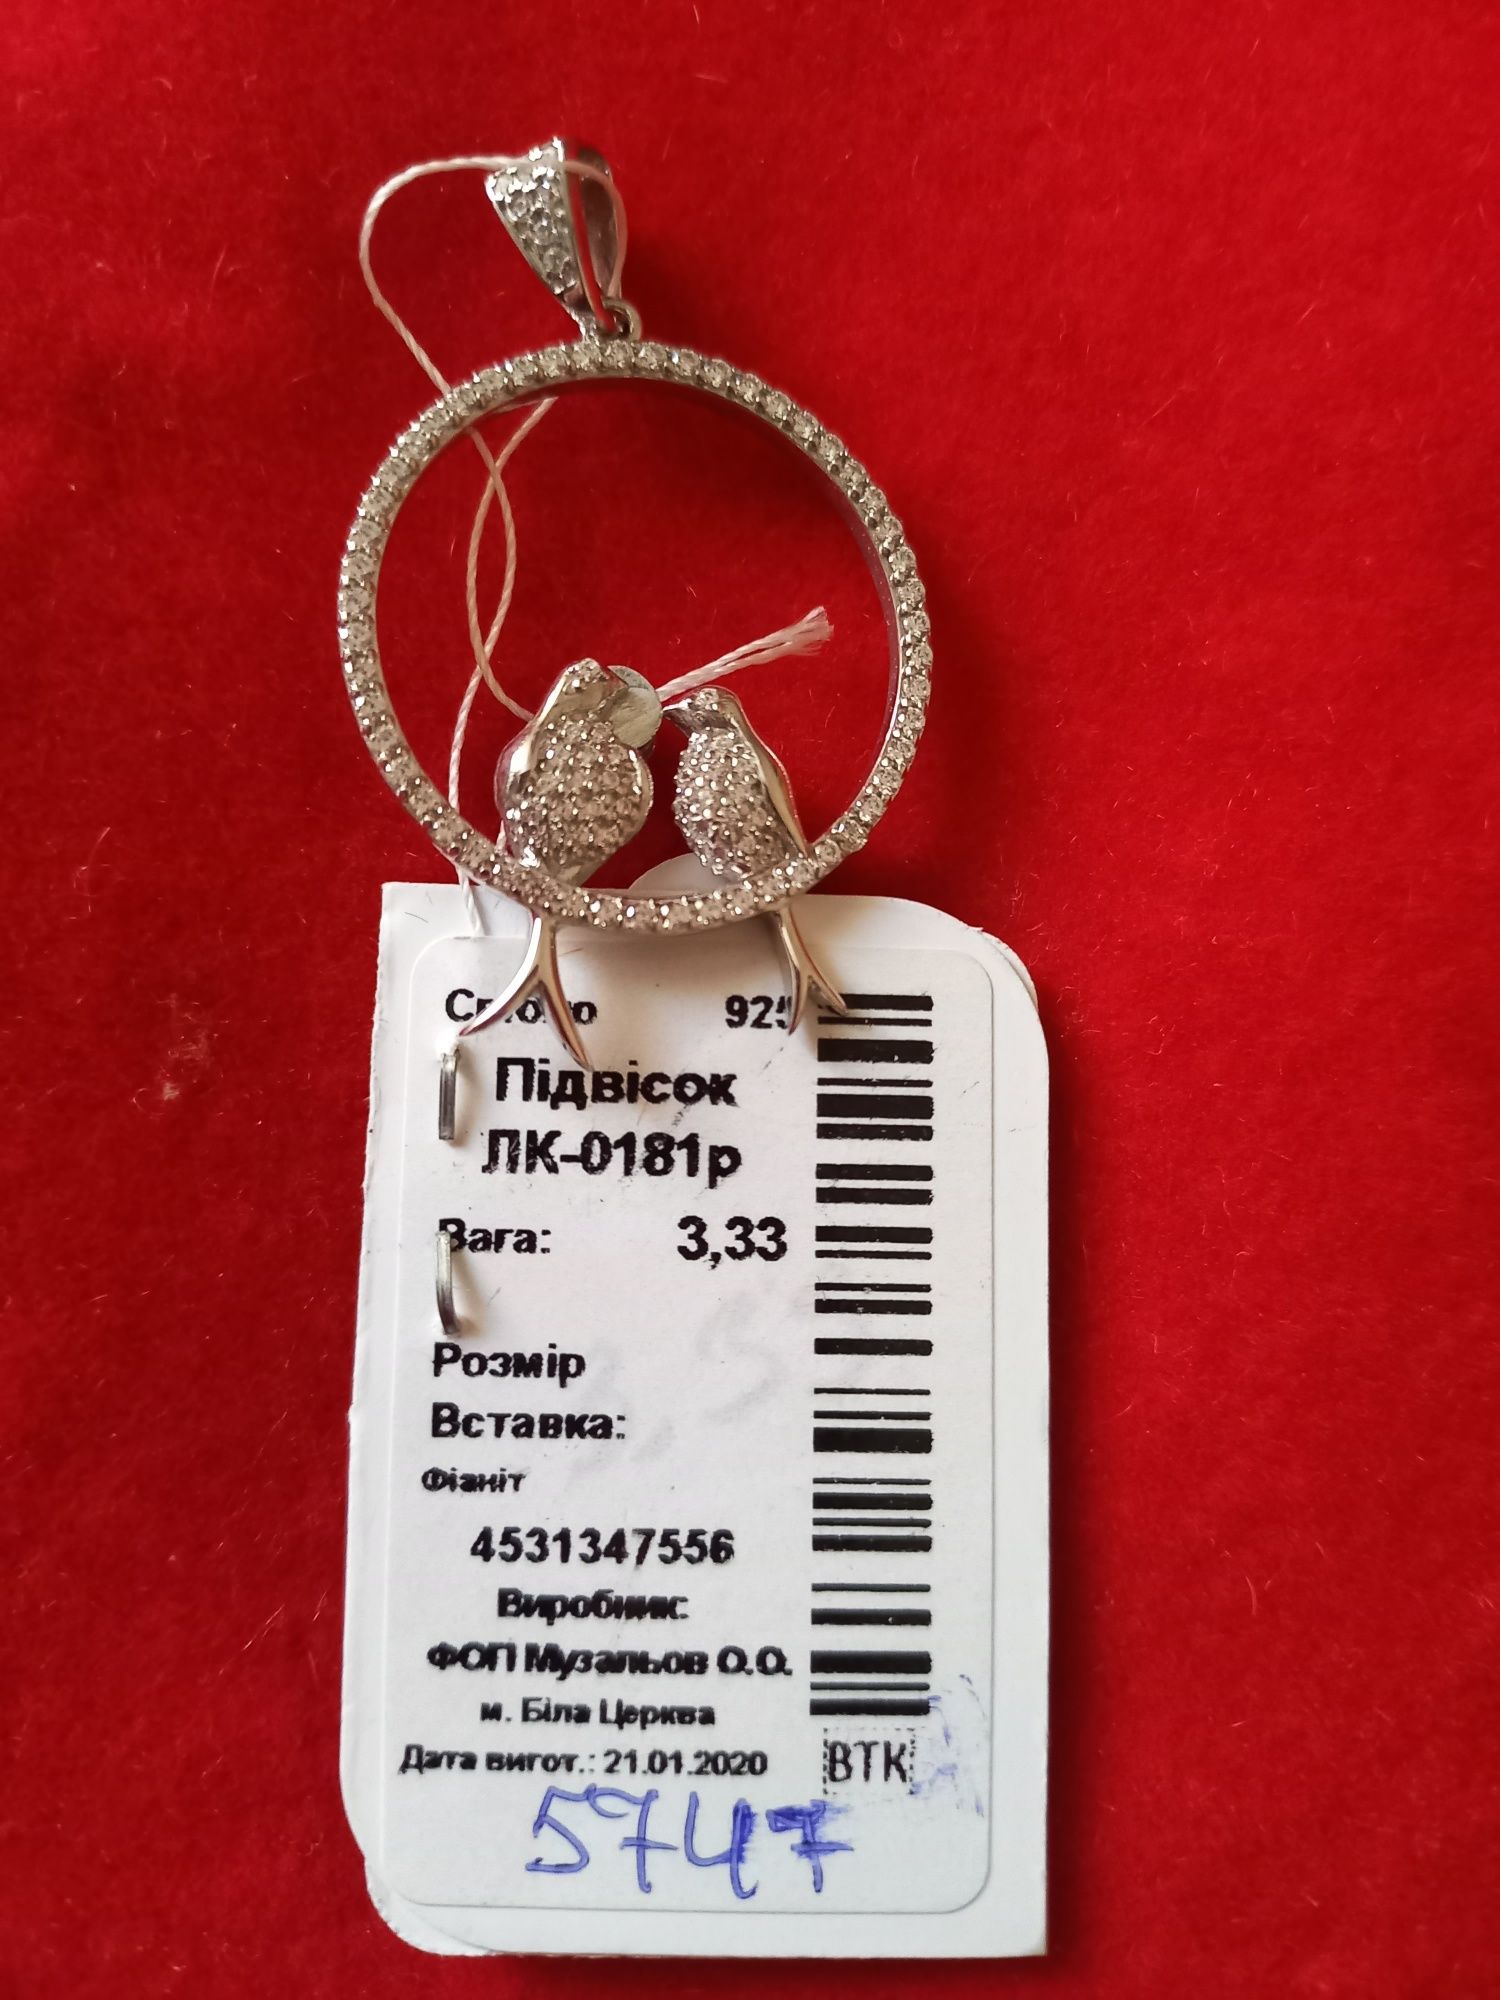 925
Підвісок
ЛК-0181р
Вага: 3,33
Розмір
Вставка:
Фіаніт
4531347556
Виробник:
ФОП Музальов О.О.
м. Біла Церква
Дата вигот.: 21.01.2020
ВТК
5747